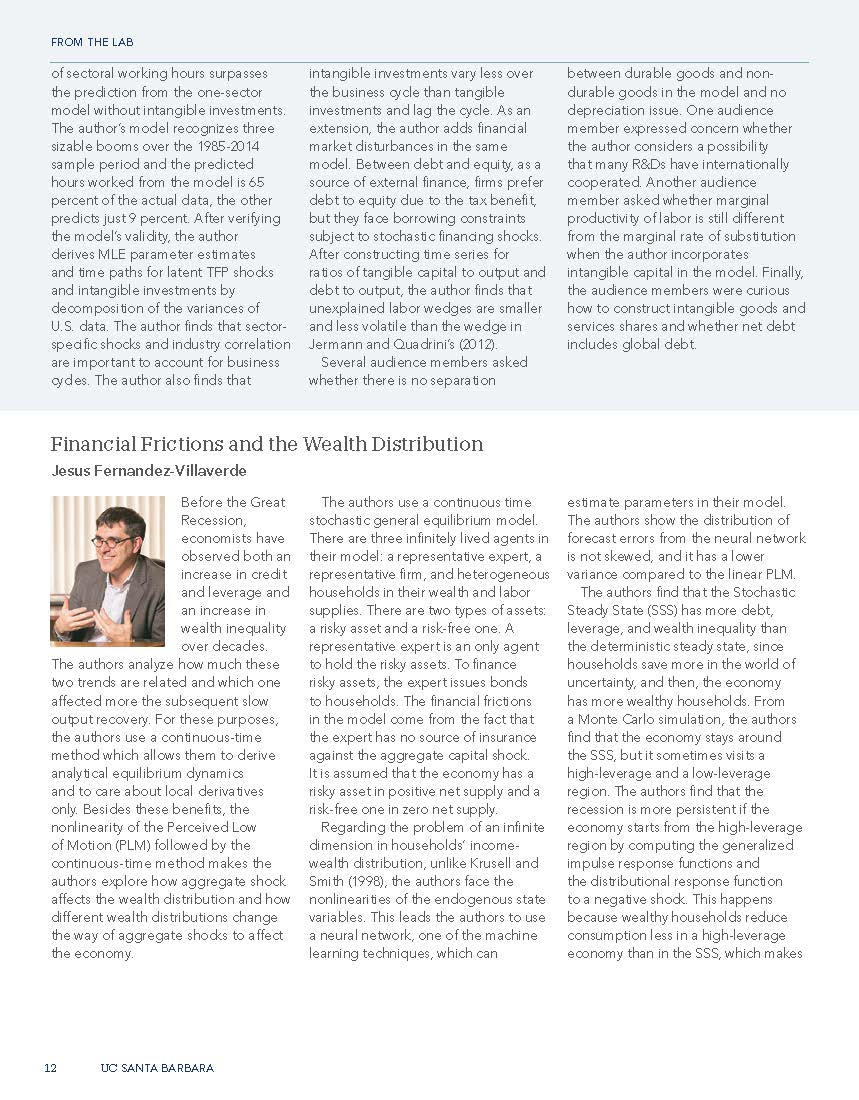 FROM THE LAB
of sectoral working hours surpasses
the prediction from the one-sector
model without intangible investments.
The author's model recognizes three
sizable booms over the 1985-2014
sample period and the predicted
hours worked from the model is 65
percent of the actual data, the other
predicts just 9 percent. After verifying
the model's validity, the author
derives MLE parameter estimates
and time paths for latent TFP shocks
and intangible investments by
decomposition of the variances of
U.S. data. The author finds that sector-
specific shocks and industry correlation
are important to account for business
cycles. The author also finds that
intangible investments vary less over
the business cycle than tangible
investments and lag the cycle. As an
extension, the author adds financial
market disturbances in the same
model. Between debt and equity, as a
source of external finance, firms prefer
debt to equity due to the tax benefit,
but they face borrowing constraints
subject to stochastic financing shocks.
After constructing time series for
ratios of tangible capital to output and
debt to output, the author finds that
unexplained labor wedges are smaller
and less volatile than the wedge in
Jermann and Quadrini's (2012).
Several audience members asked
whether there is no separation
between durable goods and non-
durable goods in the model and no
depreciation issue. One audience
member expressed concern whether
the author considers a possibility
that many R&Ds have internationally
cooperated. Another audience
member asked whether marginal
productivity of labor is still different
from the marginal rate of substitution
when the author incorporates
intangible capital in the model. Finally,
the audience members were curious
how to construct intangible goods and
services shares and whether net debt
includes global debt.
Financial Frictions and the Wealth Distribution
Jesus Fernandez-Villaverde
Before the Great
Recession,
economists have
observed both an
increase in credit
and leverage and
an increase in
wealth inequality
over decades.
The authors analyze how much these
two trends are related and which one
affected more the subsequent slow
output recovery. For these purposes,
the authors use a continuous-time
method which allows them to derive
analytical equilibrium dynamics
and to care about local derivatives
only. Besides these benefits, the
nonlinearity of the Perceived Low
of Motion (PLM) followed by the
continuous-time method makes the
authors explore how aggregate shock
affects the wealth distribution and how
different wealth distributions change
the way of aggregate shocks to affect
the economy.
The authors use a continuous time
stochastic general equilibrium model.
There are three infinitely lived agents in
their model: a representative expert, a
representative firm, and heterogeneous
households in their wealth and labor
supplies. There are two types of assets:
a risky asset and a risk-free one. A
representative expert is an only agent
to hold the risky assets. To finance
risky assets, the expert issues bonds
to households. The financial frictions
in the model come from the fact that
the expert has no source of insurance
against the aggregate capital shock.
It is assumed that the economy has a
risky asset in positive net supply and a
risk-free one in zero net supply.
Regarding the problem of an infinite
dimension in households' income-
wealth distribution, unlike Krusell and
Smith (1998), the authors face the
nonlinearities of the endogenous state
variables. This leads the authors to use
a neural network, one of the machine
learning techniques, which can
estimate parameters in their model.
The authors show the distribution of
forecast errors from the neural network
is not skewed, and it has a lower
variance compared to the linear PLM.
The authors find that the Stochastic
Steady State (SSS) has more debt,
leverage, and wealth inequality than
the deterministic steady state, since
households save more in the world of
uncertainty, and then, the economy
has more wealthy households. From
a Monte Carlo simulation, the authors
find that the economy stays around
the SSS, but it sometimes visits a
high-leverage and a low-leverage
region. The authors find that the
recession is more persistent if the
economy starts from the high-leverage
region by computing the generalized
impulse response functions and
the distributional response function
to a negative shock. This happens
because wealthy households reduce
consumption less in a high-leverage
economy than in the SSS, which makes
12 UC SANTA BARBARA